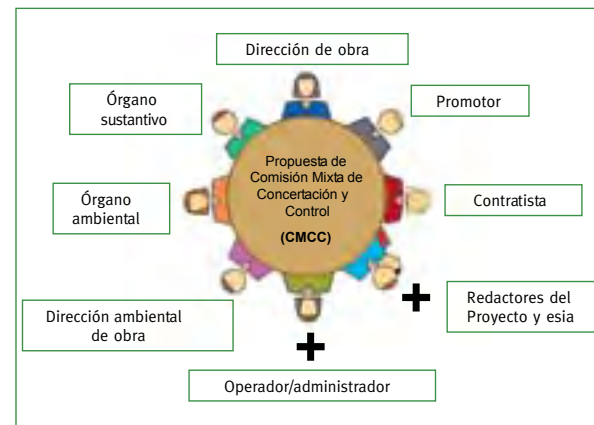 Dirección de obra
Órgano
sustantivo
Promotor
Propuesta de
Comisión Mixta de
Concertación y
Control
(CMCC)
Órgano
ambiental
Contratista
Dirección ambiental
de obra
+
Redactores del
Proyecto y esia
+
Operador/administrador